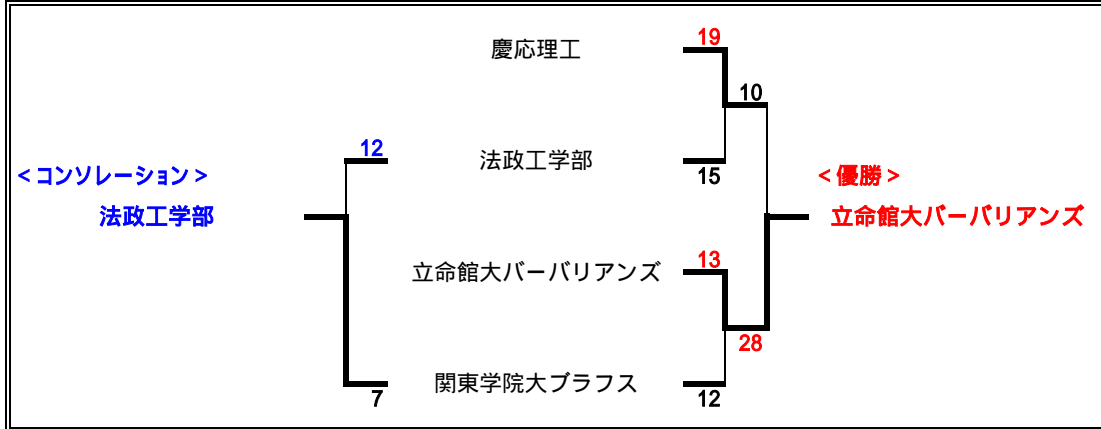 慶応理工
19
10
12
法政工学部
15
<コンソレーション>
<優勝>
法政工学部
立命館大バーバリアンズ
立命館大バーバリアンズ
13
28
関東学院大ブラフス
7
12